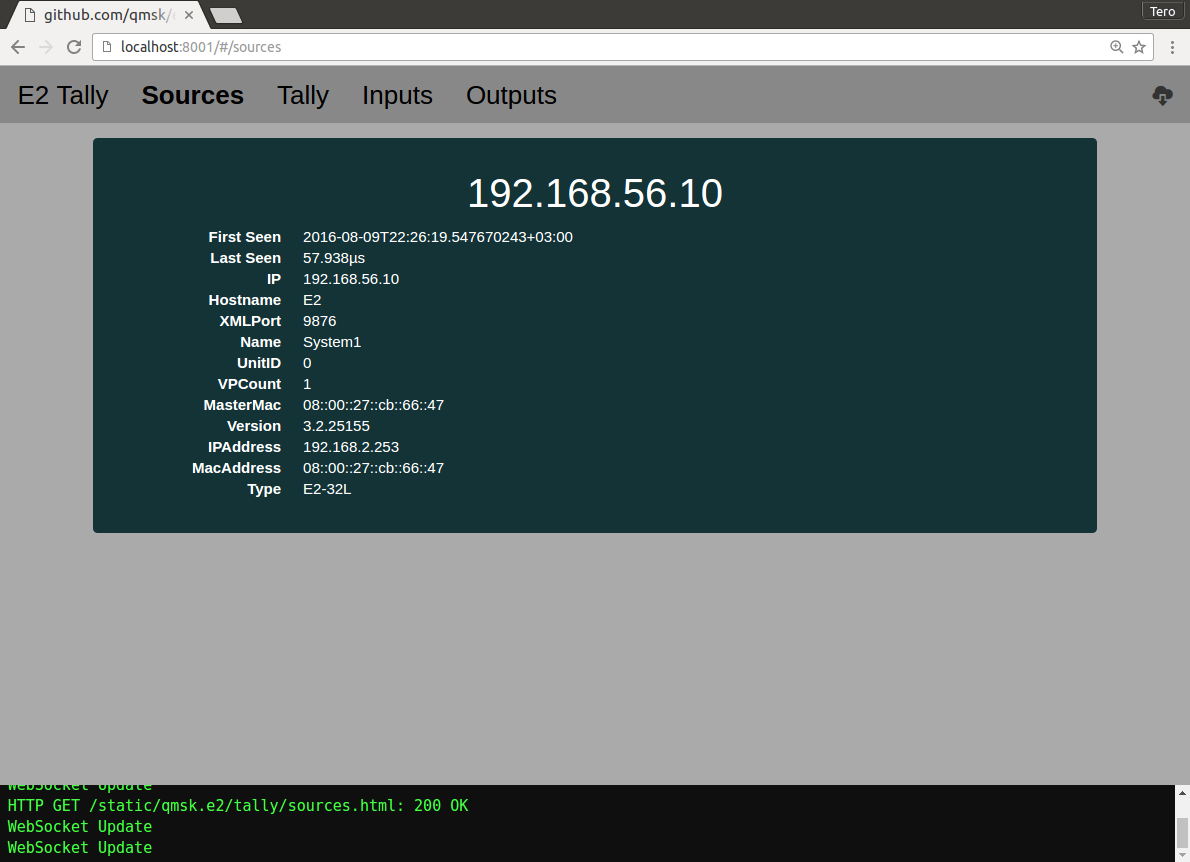 github.com/qmsk/
Tero
localhost:8001/#/sources
E2 Tally Sources Tally Inputs Outputs
192.168.56.10
First Seen 2016-08-09T22:26:19.547670243+03:00
Last Seen 57.938µs
IP 192.168.56.10
Hostname E2
XMLPort 9876
Name System1
UnitID 0
VPCount 1
MasterMac 08::00::27::cb::66::47
Version 3.2.25155
IPAddress 192.168.2.253
MacAddress 08::00::27::cb::66::47
Type E2-32L
WebSocket Update
HTTP GET /static/qmsk.e2/tally/sources.html: 200 OK
WebSocket Update
WebSocket Update